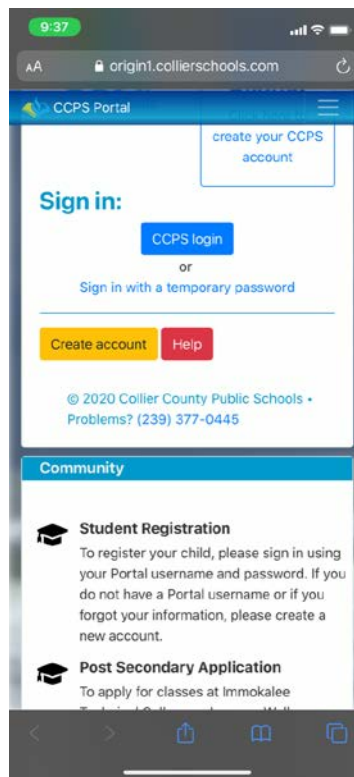 9:37
AA origin1.collierschools.com
CCPS Portal
create your CCPS
account
Sign in:
CCPS login
or
Sign in with a temporary password
Create account Help
© 2020 Collier County Public Schools •
Problems? (239) 377-0445
Community
Student Registration
To register your child, please sign in using
your Portal username and password. If you
do not have a Portal username or if you
forgot your information, please create a
new account.
Post Secondary Application
To apply for classes at Immokalee